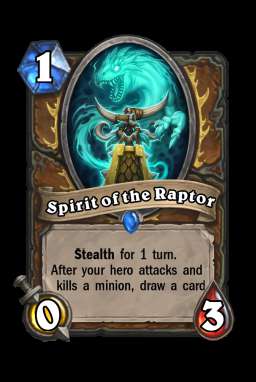 1
Spirit of the Raptor
Stealth for 1 turn.
After your hero attacks and
kills a minion, draw a card
0
3